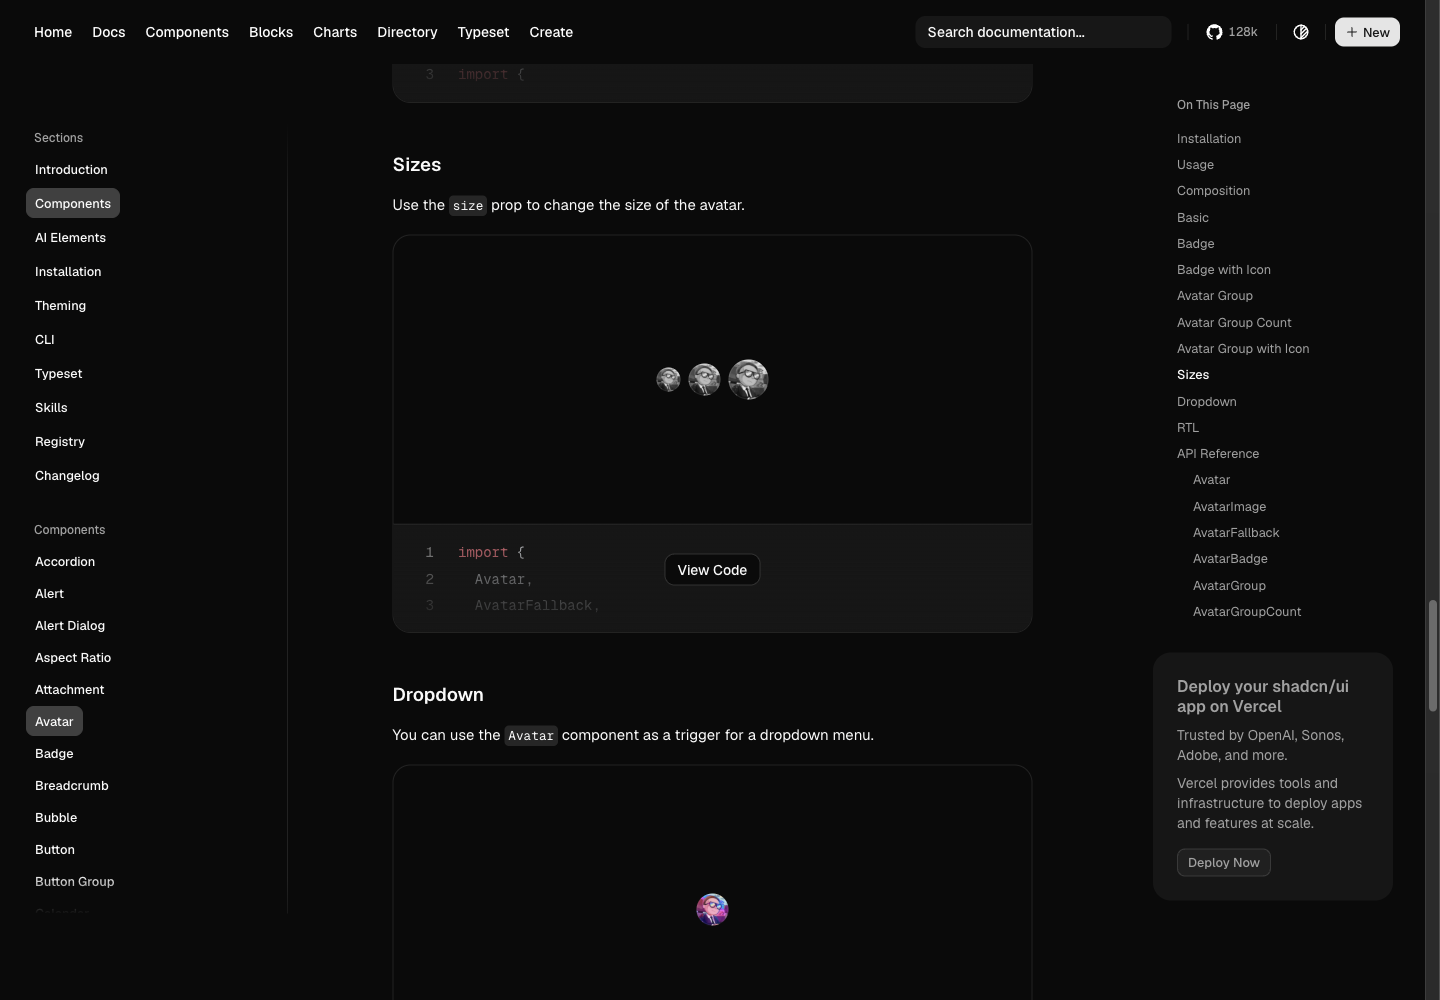 Home Docs Components Blocks Charts Directory Typeset Create
Search documentation...
128k
New
Sections
Introduction
Components
AI Elements
Installation
Theming
CLI
Typeset
Skills
Registry
Changelog
Components
Accordion
Alert
Alert Dialog
Aspect Ratio
Attachment
Avatar
Badge
Breadcrumb
Bubble
Button
Button Group
3 import {
Sizes
Use the size prop to change the size of the avatar.
1 import {
2 Avatar,
3 AvatarFallback,
View Code
Dropdown
You can use the Avatar component as a trigger for a dropdown menu.
On This Page
Installation
Usage
Composition
Basic
Badge
Badge with Icon
Avatar Group
Avatar Group Count
Avatar Group with Icon
Sizes
Dropdown
RTL
API Reference
Avatar
AvatarImage
AvatarFallback
AvatarBadge
AvatarGroup
AvatarGroupCount
Deploy your shadcn/ui
app on Vercel
Trusted by OpenAI, Sonos,
Adobe, and more.
Vercel provides tools and
infrastructure to deploy apps
and features at scale.
Deploy Now